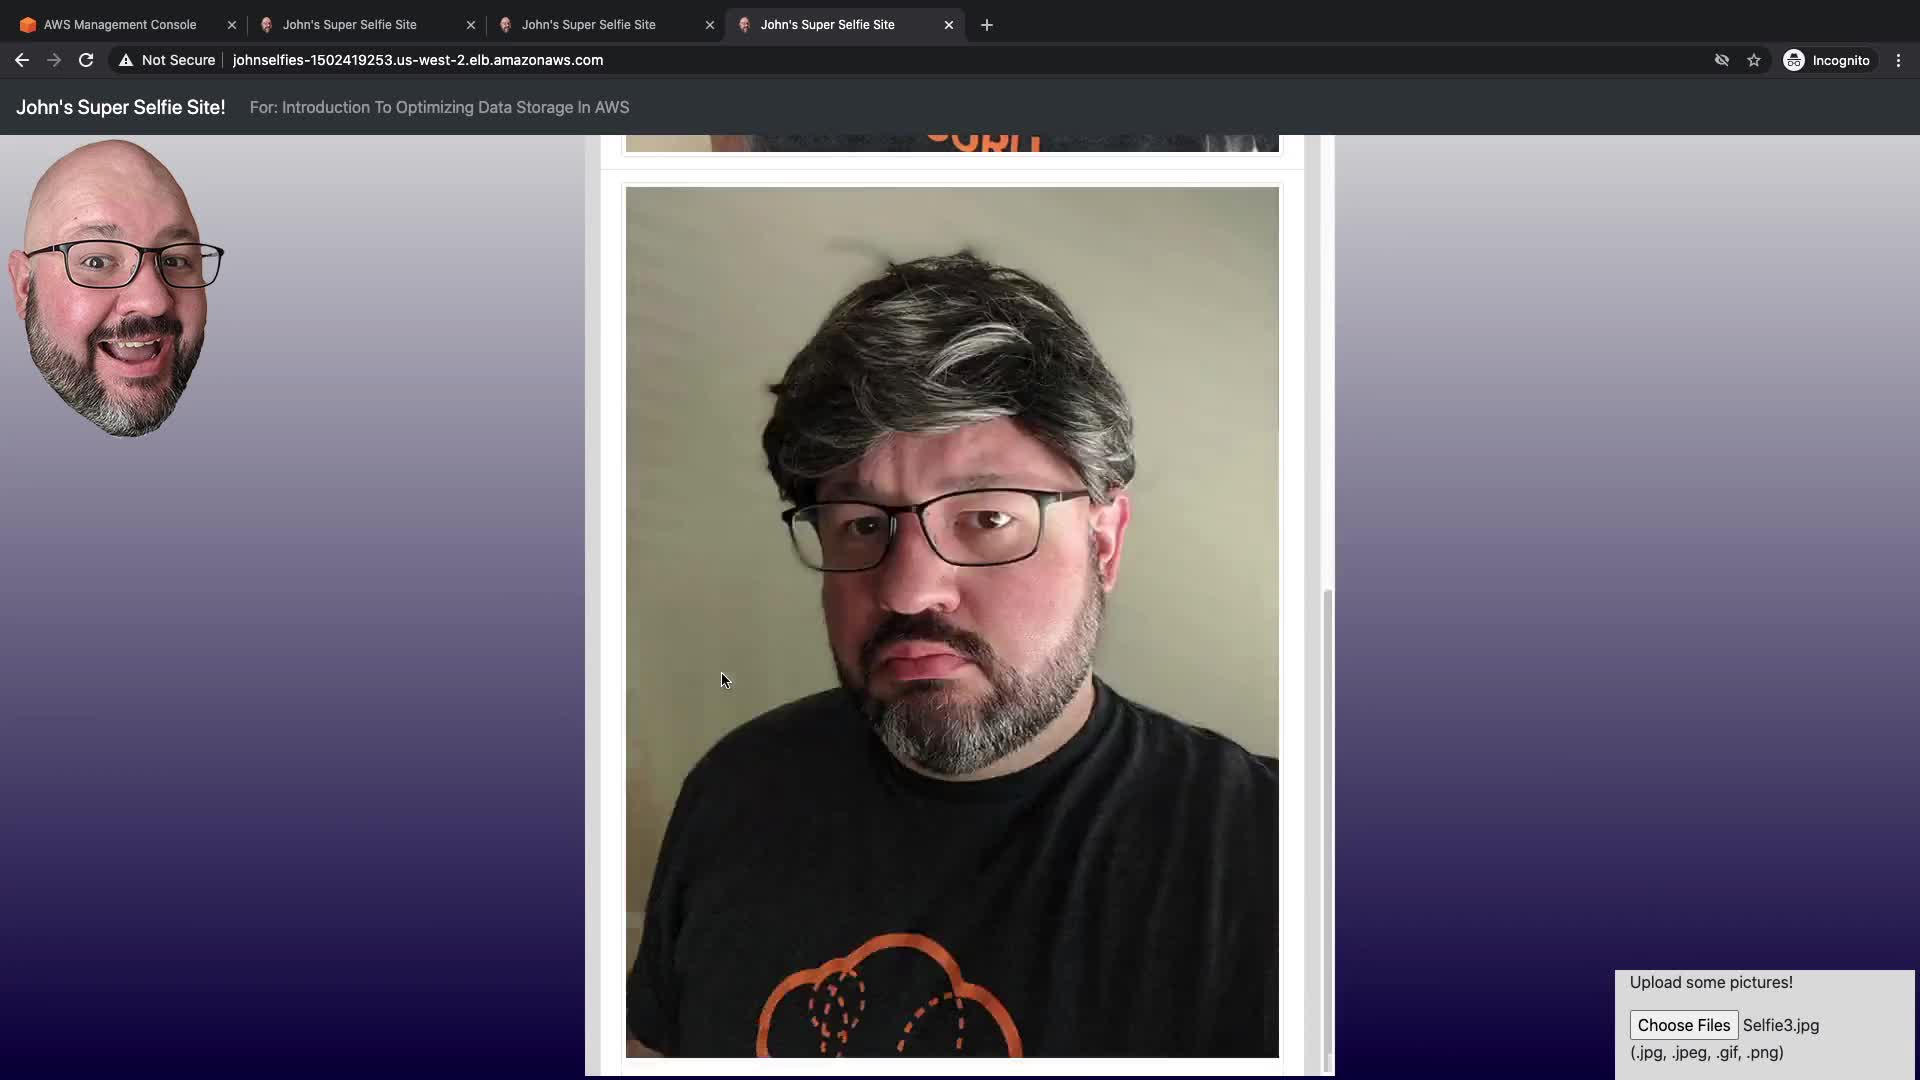 AWS Management Console
John's Super Selfie Site
John's Super Selfie Site
John's Super Selfie Site
Not Secure
johnselfies-1502419253.us-west-2.elb.amazonaws.com
Incognito
John's Super Selfie Site!
For: Introduction To Optimizing Data Storage In AWS
Upload some pictures!
Choose Files Selfie3.jpg
(.jpg, .jpeg, .gif, .png)